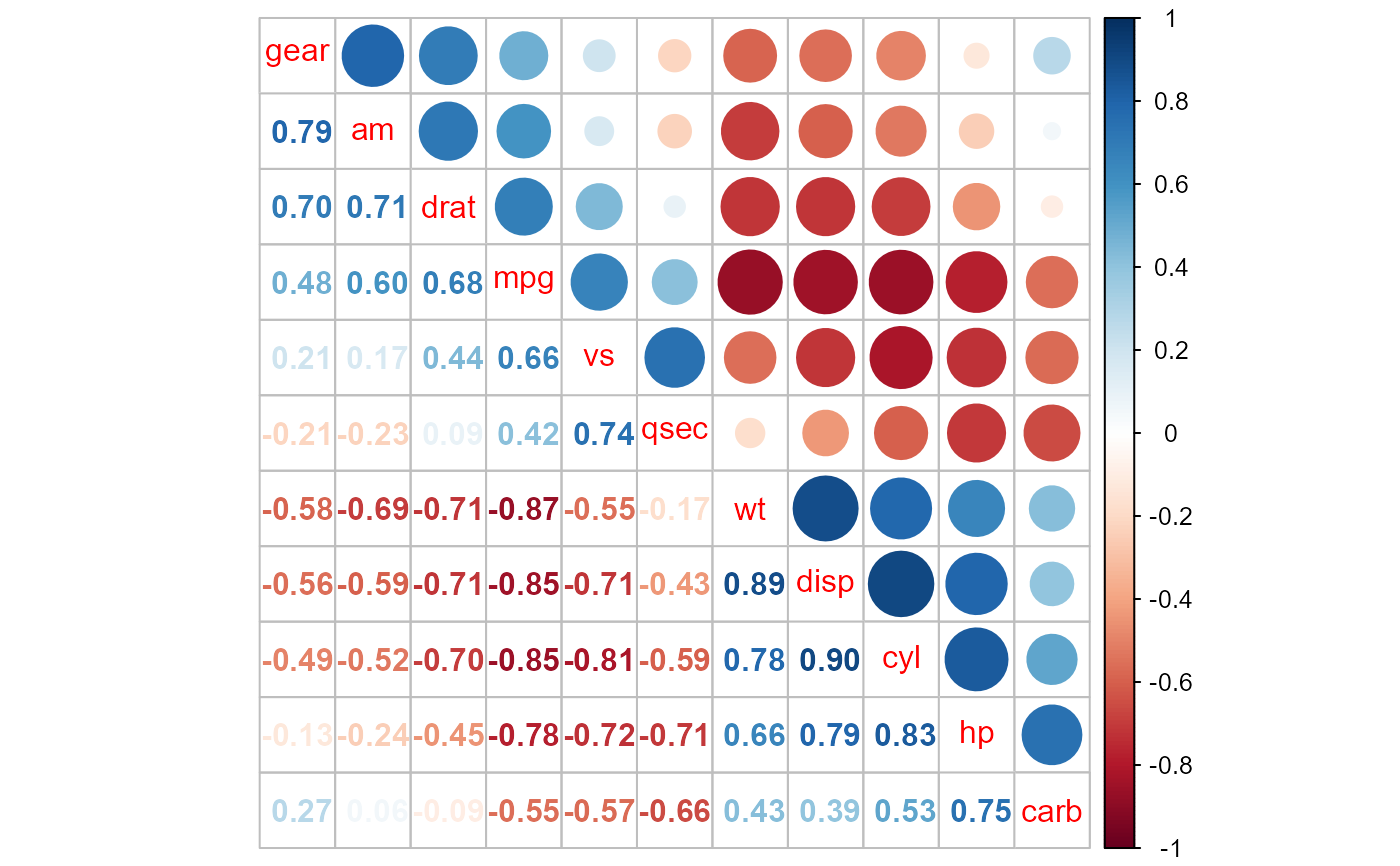 gear
0.79 am
0.70 0.71 drat
0.48 0.60 0.68 mpg
0.21 0.17 0.44 0.66 vs
-0.21 -0.23 0.09 0.42 0.74 qsec
-0.58 -0.69 -0.71 -0.87 -0.55 -0.17 wt
-0.56 -0.59 -0.71 -0.85 -0.71 -0.43 0.89 disp
-0.49 -0.52 -0.70 -0.85 -0.81 -0.59 0.78 0.90 cyl
-0.13 -0.24 -0.45 -0.78 -0.72 -0.71 0.66 0.79 0.83 hp
0.27 0.06 -0.09 -0.55 -0.57 -0.66 0.43 0.39 0.53 0.75 carb
1
0.8
0.6
0.4
0.2
0
-0.2
-0.4
-0.6
-0.8
-1